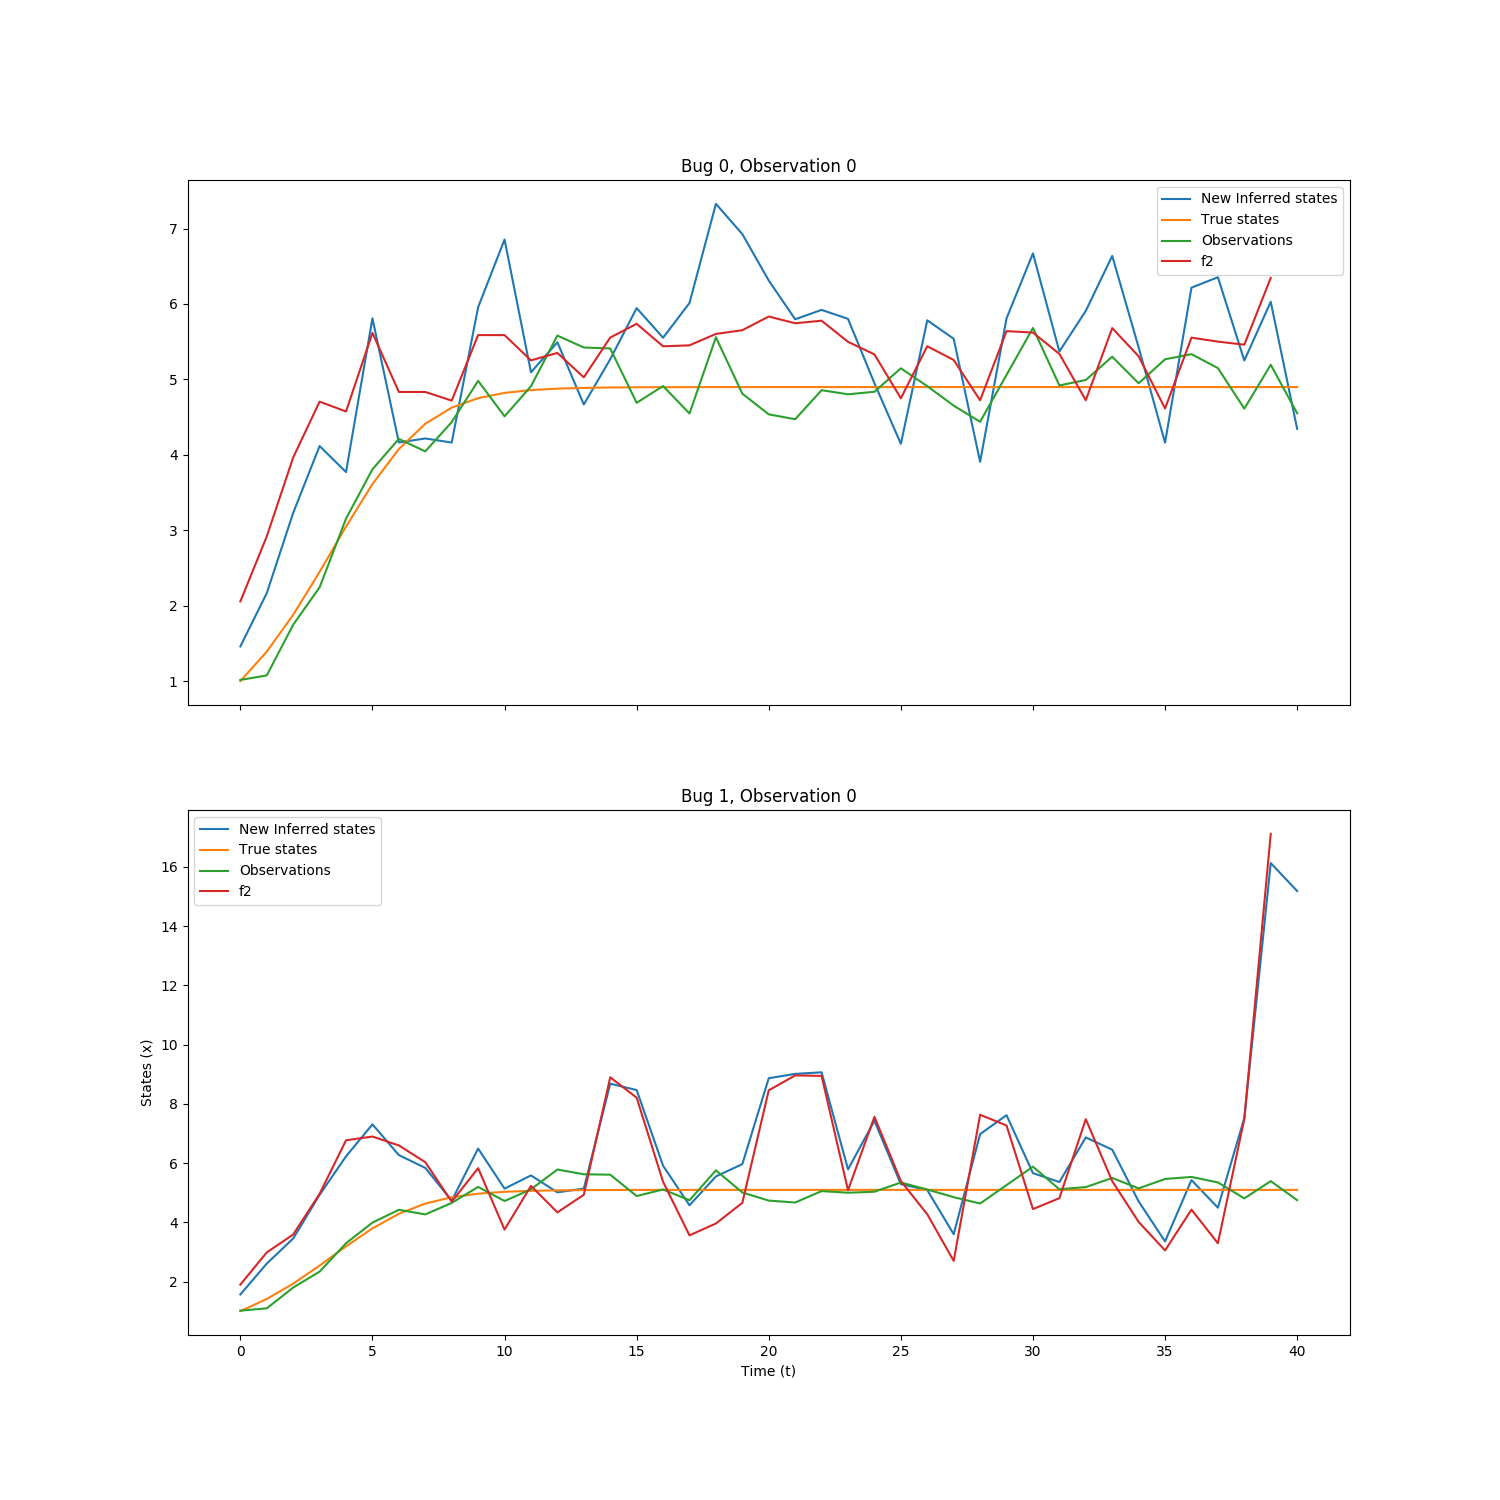 Bug 0, Observation 0
New Inferred states
True states
Observations
f2
7
6
5
4
3
2
1
Bug 1, Observation 0
New Inferred states
True states
Observations
f2
States (x)
16
14
12
10
8
6
4
2
0 5 10 15 20 25 30 35 40
Time (t)